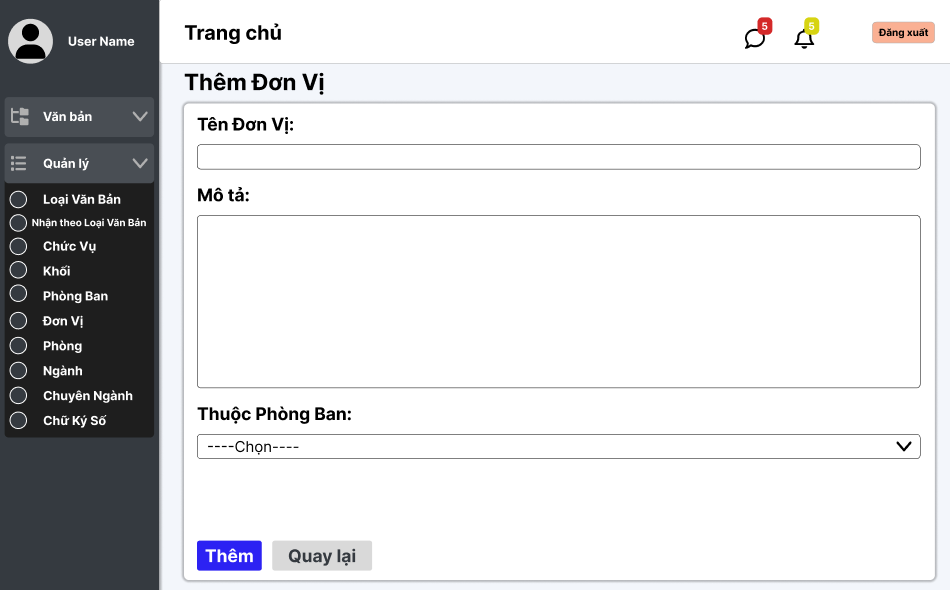 User Name
Trang chủ
5
5
Đăng xuất
Thêm Đơn Vị
Văn bản
Quản lý
Loại Văn Bản
Nhận theo Loại Văn Bản
Chức Vụ
Khối
Phòng Ban
Đơn Vị
Phòng
Ngành
Chuyên Ngành
Chữ Ký Số
Tên Đơn Vị:
Mô tả:
Thuộc Phòng Ban:
----Chọn----
Thêm
Quay lại